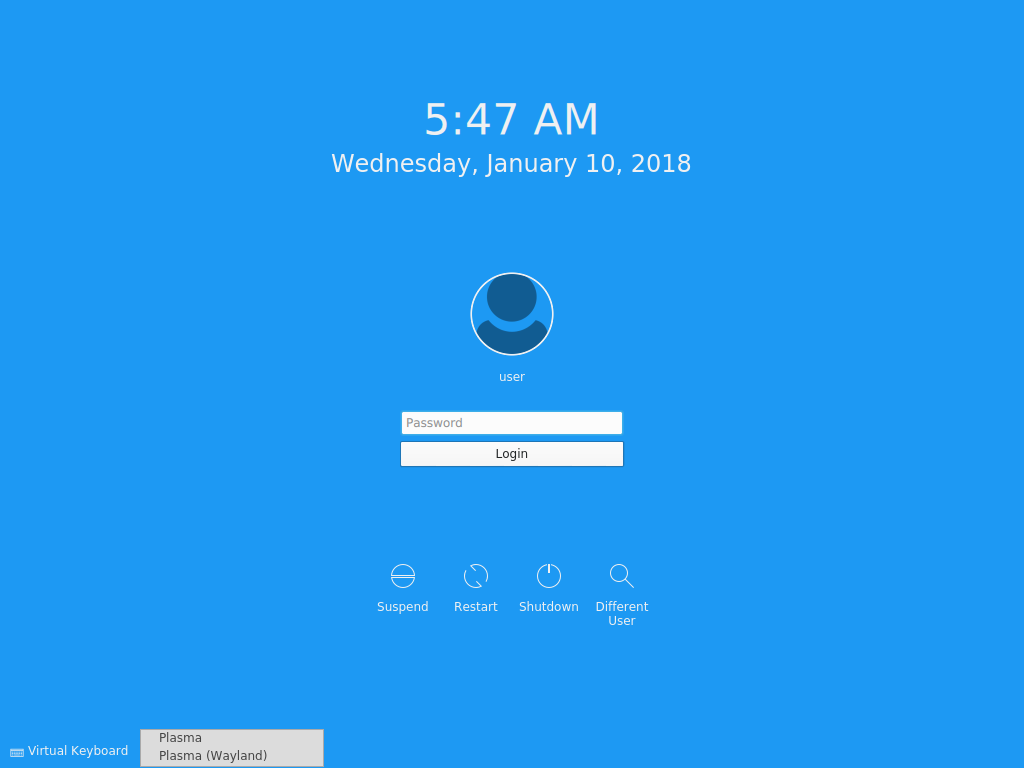 5:47 AM
Wednesday, January 10, 2018
user
Password
Login
Suspend
Restart
Shutdown
Different
User
Virtual Keyboard
Plasma
Plasma (Wayland)